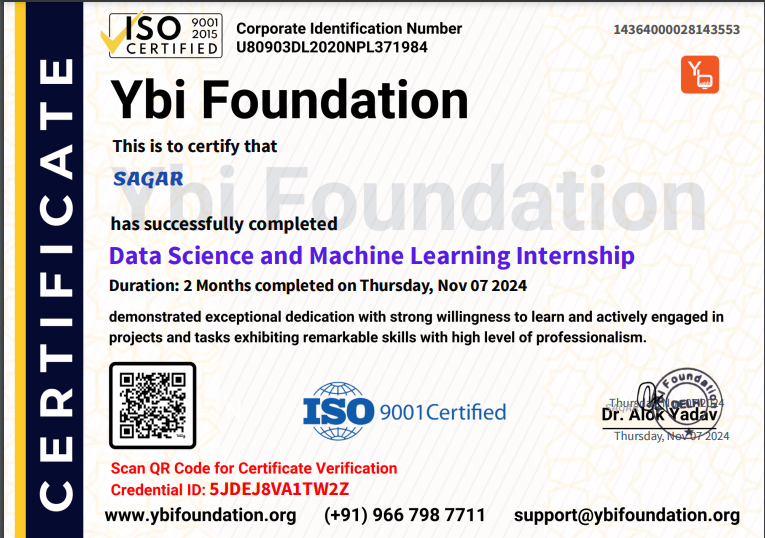 CERTIFICATE
ISO 9001
2015
CERTIFIED
Corporate Identification Number
U80903DL2020NPL371984
14364000028143553
Ybi Foundation
This is to certify that
SAGAR
Ybi Foundation
has successfully completed
Data Science and Machine Learning Internship
Duration: 2 Months completed on Thursday, Nov 07 2024
demonstrated exceptional dedication with strong willingness to learn and actively engaged in
projects and tasks exhibiting remarkable skills with high level of professionalism.
ISO 9001Certified
Foundation
DELHI
Thursday, Nov 07 2024
Dr. Alok Yadav
Thursday, Nov 07 2024
Scan QR Code for Certificate Verification
Credential ID: 5JDEJ8VA1TW2Z
www.ybifoundation.org (+91) 966 798 7711 support@ybifoundation.org